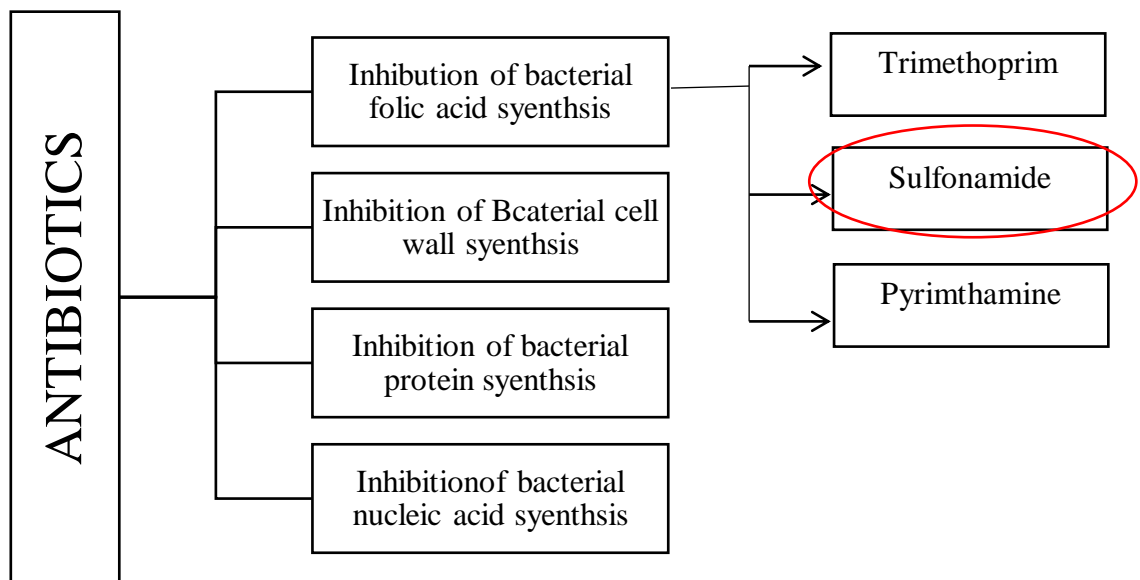 ANTIBIOTICS
Inhibution of bacterial
folic acid syenthsis
Inhibition of Bcaterial cell
wall syenthsis
Inhibition of bacterial
protein syenthsis
Inhibitionof bacterial
nucleic acid syenthsis
Trimethoprim
Sulfonamide
Pyrimthamine